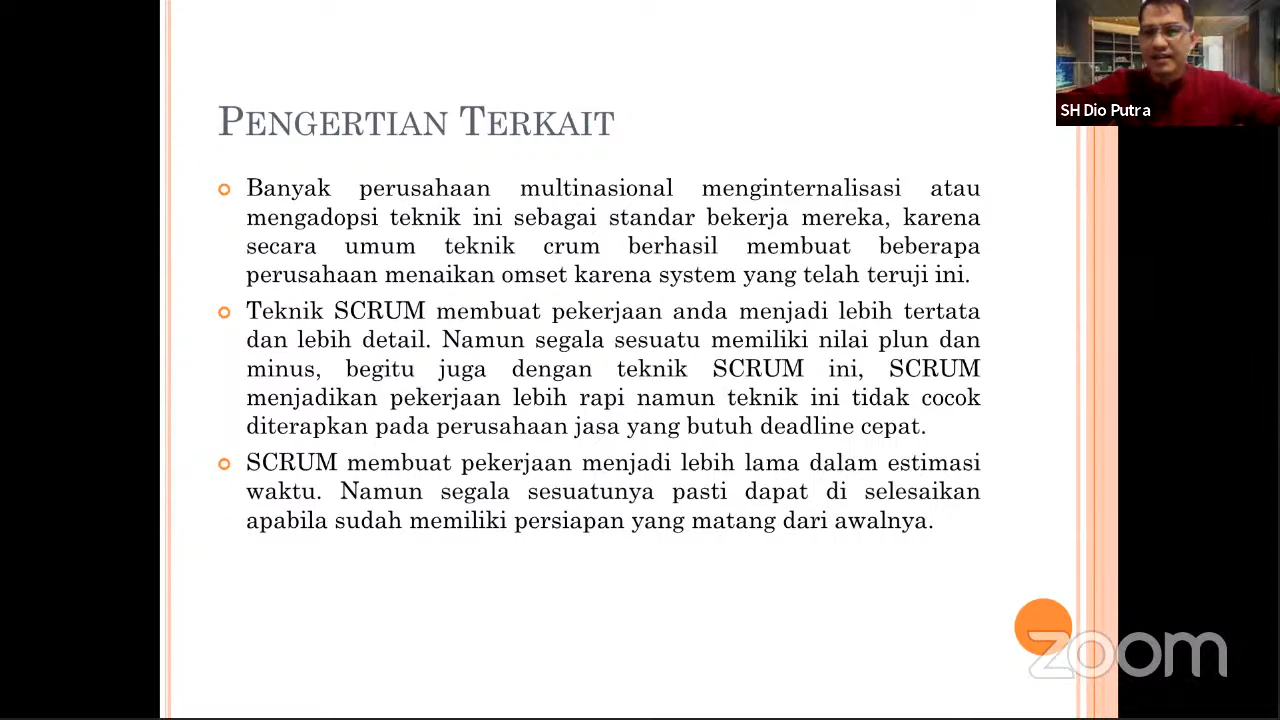 SH Dio Putra
PENGERTIAN TERKAIT
Banyak perusahaan multinasional menginternalisasi atau
mengadopsi teknik ini sebagai standar bekerja mereka, karena
secara umum teknik crum berhasil membuat beberapa
perusahaan menaikan omset karena system yang telah teruji ini.
Teknik SCRUM membuat pekerjaan anda menjadi lebih tertata
dan lebih detail. Namun segala sesuatu memiliki nilai plun dan
minus, begitu juga dengan teknik SCRUM ini, SCRUM
menjadikan pekerjaan lebih rapi namun teknik ini tidak cocok
diterapkan pada perusahaan jasa yang butuh deadline cepat.
SCRUM membuat pekerjaan menjadi lebih lama dalam estimasi
waktu. Namun segala sesuatunya pasti dapat di selesaikan
apabila sudah memiliki persiapan yang matang dari awalnya.
zoom